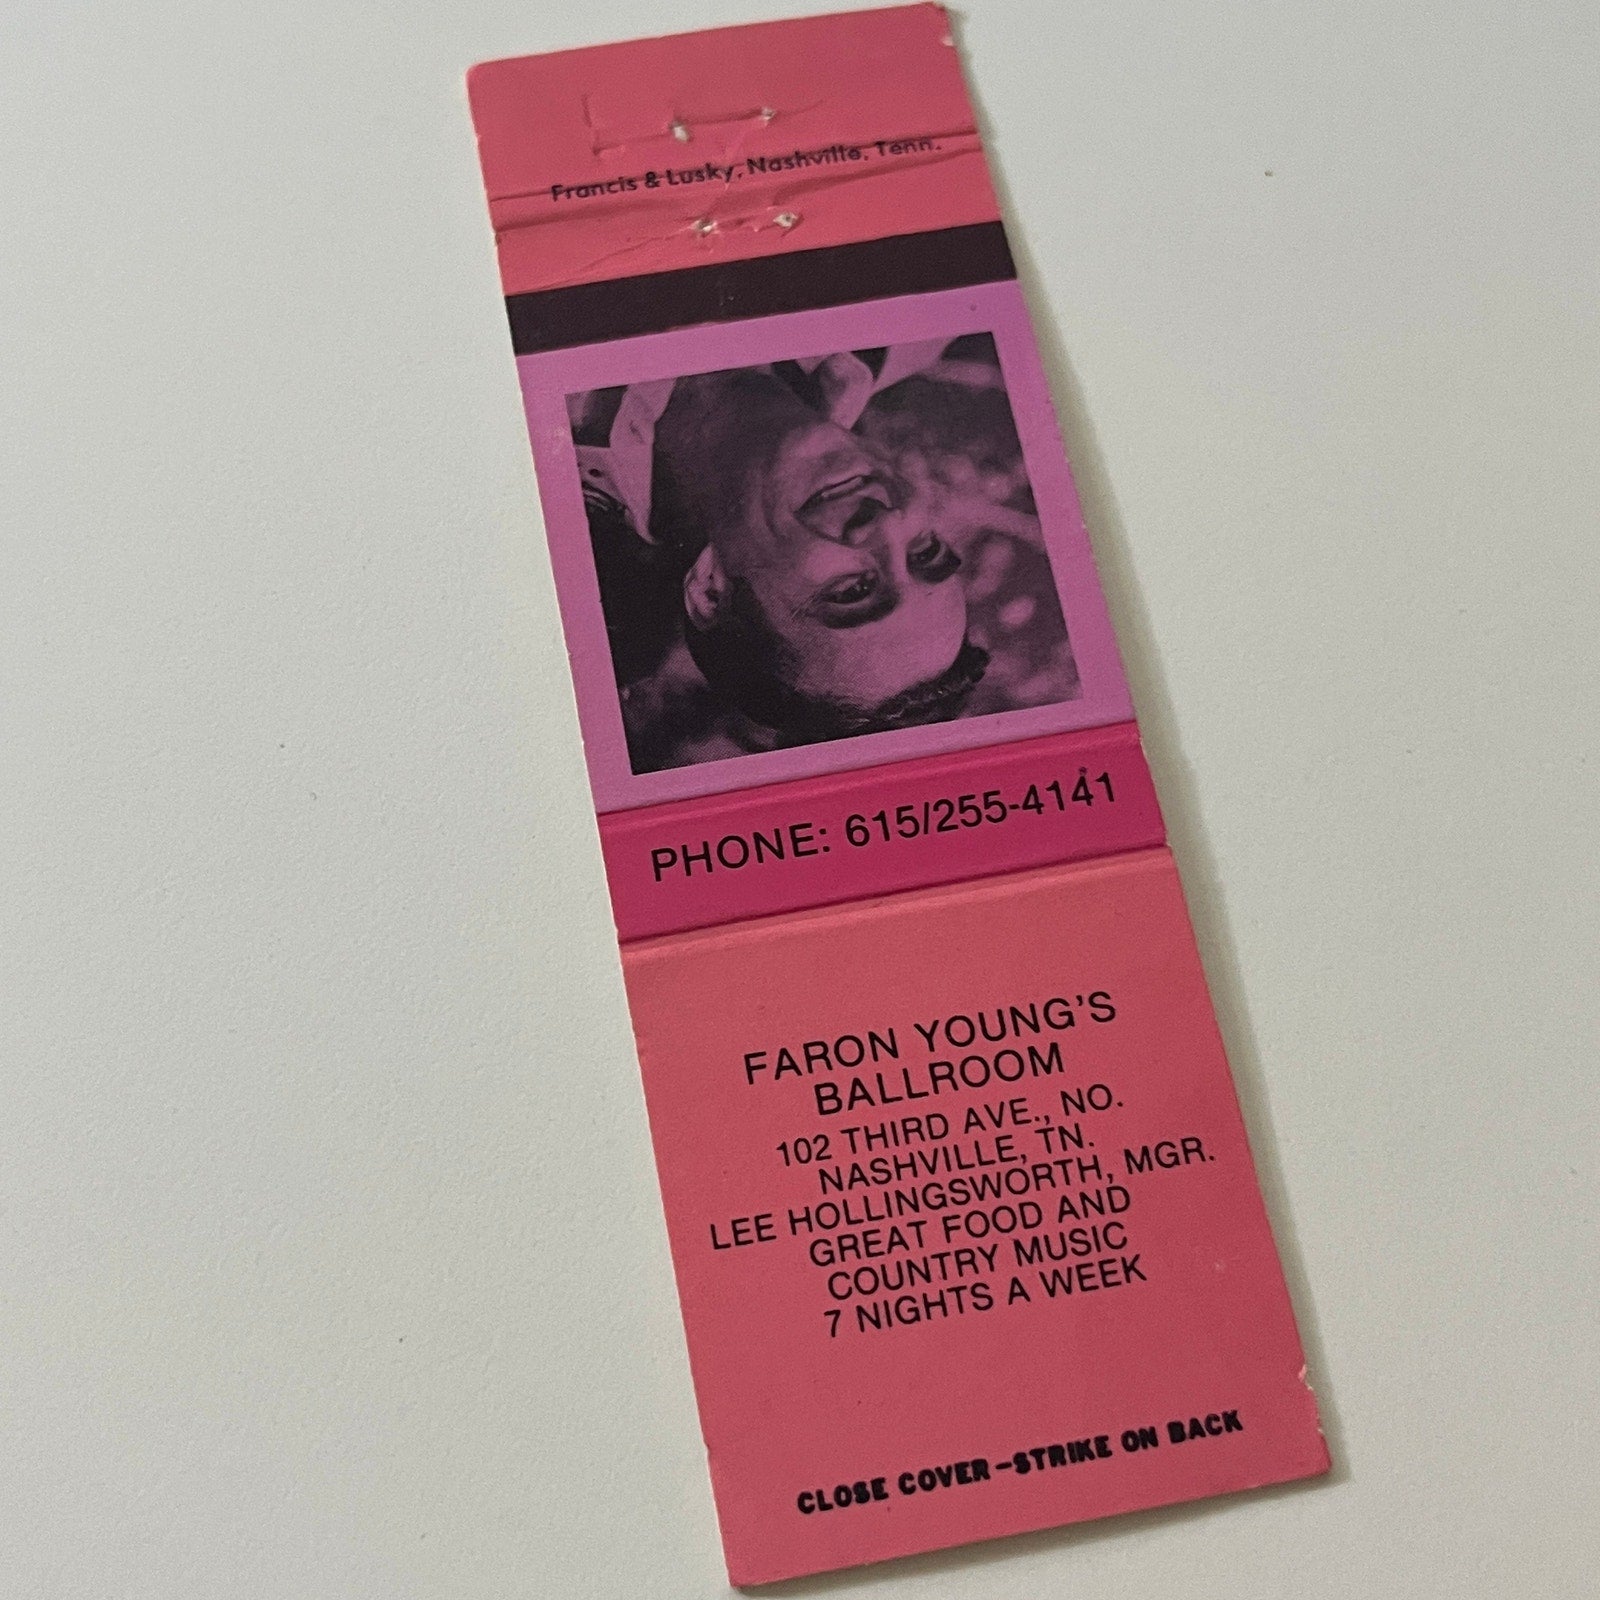 Francis & Lusky, Nashville, Tenn.
PHONE: 615/255-4141
FARON YOUNG'S
BALLROOM
102 THIRD AVE., NO.
NASHVILLE, TN.
LEE HOLLINGSWORTH, MGR.
GREAT FOOD AND
COUNTRY MUSIC
7 NIGHTS A WEEK
CLOSE COVER-STRIKE ON BACK